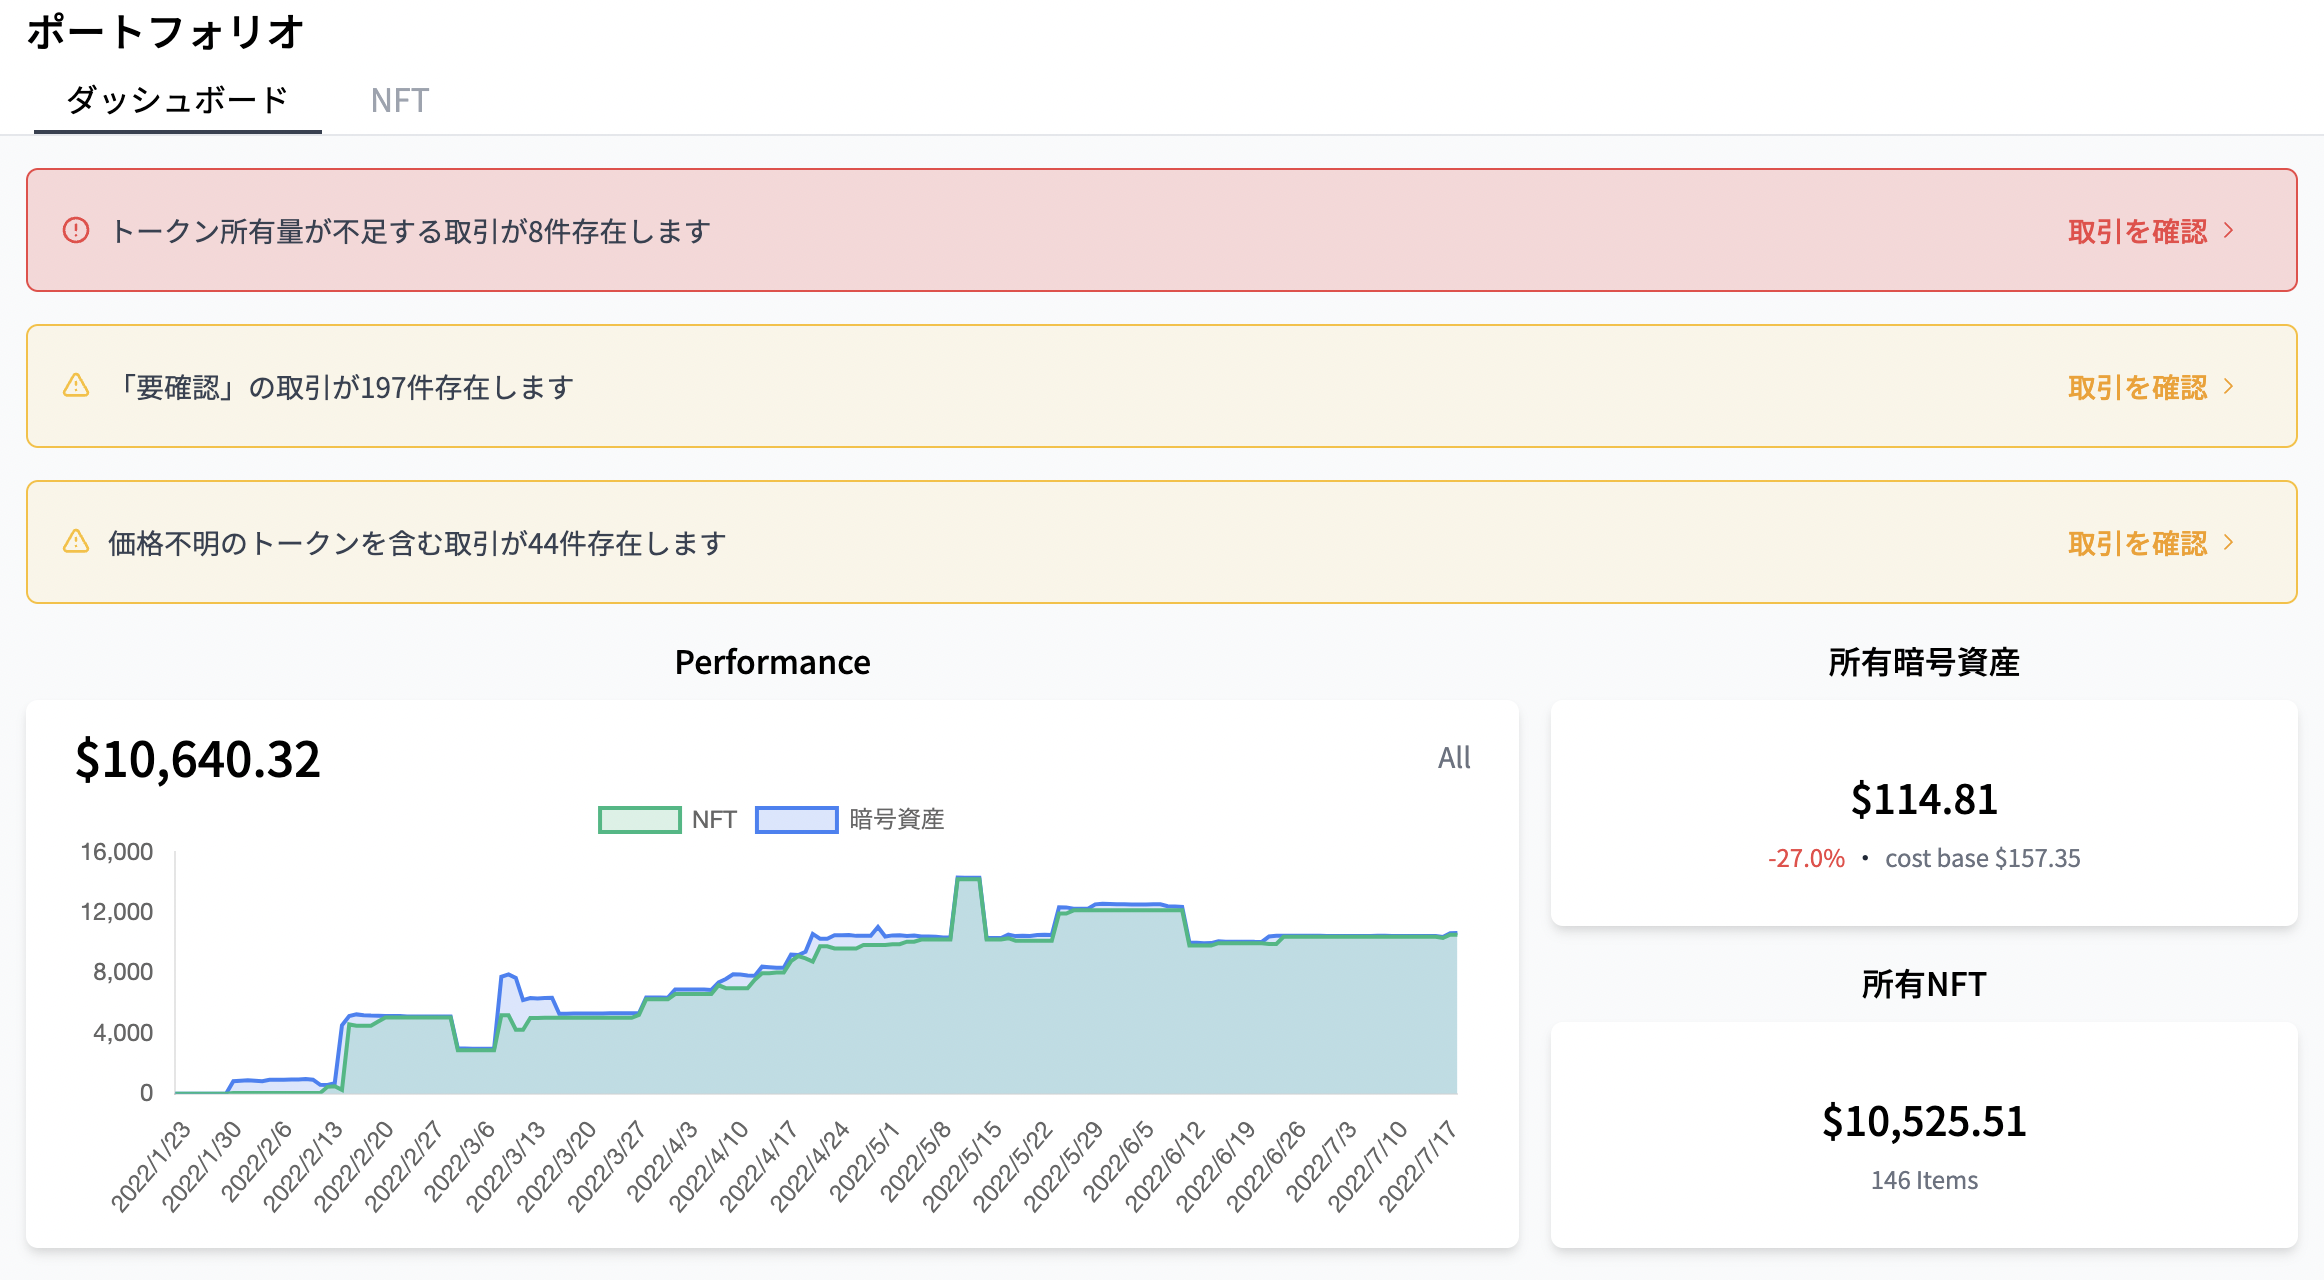 ポートフォリオ
ダッシュボード
NFT
トークン所有量が不足する取引が8件存在します
取引を確認
「要確認」の取引が197件存在します
取引を確認
価格不明のトークンを含む取引が44件存在します
取引を確認
Performance
$10,640.32
All
NFT
暗号資産
16,000
12,000
8,000
4,000
0
2022/1/23
2022/1/30
2022/2/6
2022/2/13
2022/2/20
2022/2/27
2022/3/6
2022/3/13
2022/3/20
2022/3/27
2022/4/3
2022/4/10
2022/4/17
2022/4/24
2022/5/1
2022/5/8
2022/5/15
2022/5/22
2022/5/29
2022/6/5
2022/6/12
2022/6/19
2022/6/26
2022/7/3
2022/7/10
2022/7/17
所有暗号資産
$114.81
-27.0% • cost base $157.35
所有NFT
$10,525.51
146 Items